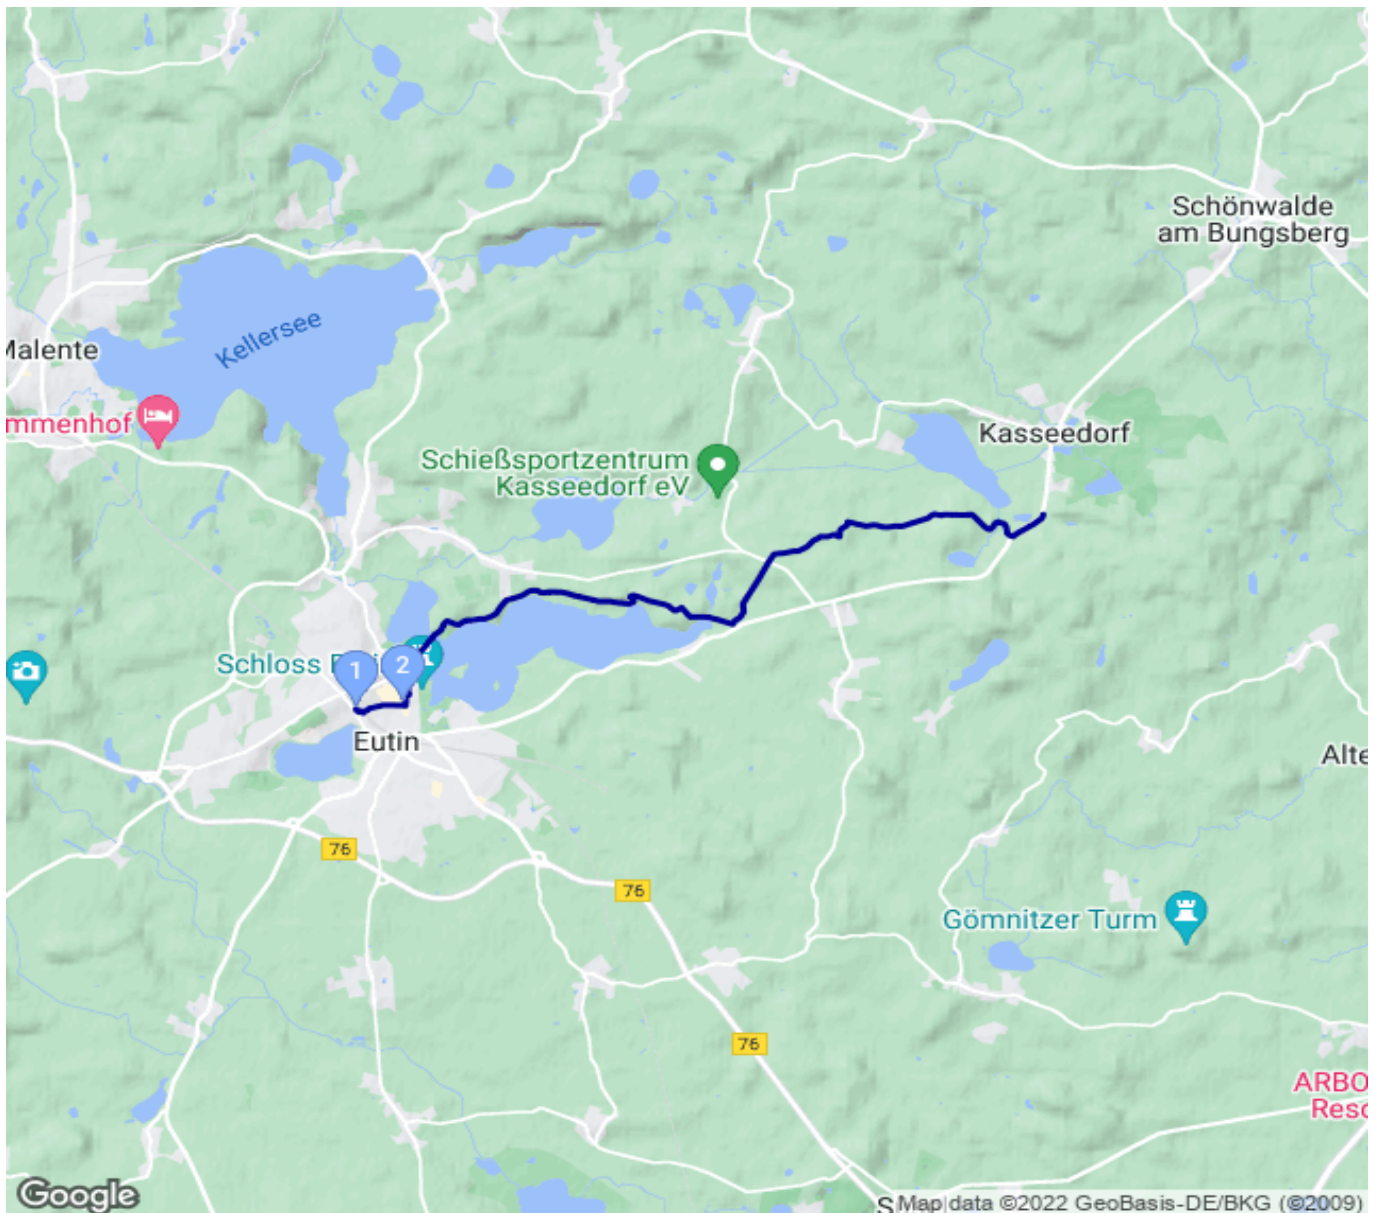 Schönwalde
am Bungsberg
Kellersee
Malente
mmenhof
Kasseedorf
Schießsportzentrum
Kasseedorf eV
Schloss
1
2
Eutin
Alte
76
76
Gömnitzer Turm
76
ARBO
Reso
Google
S
Map data ©2022 GeoBasis-DE/BKG (©2009)